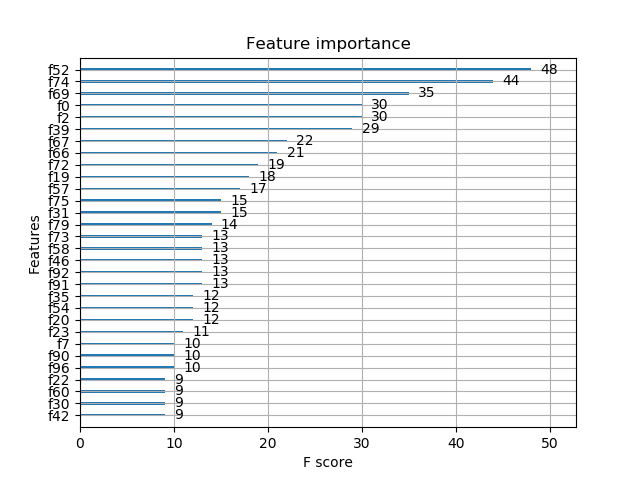 Feature importance
f52 48
f74 44
f69 35
f0 30
f2 30
f39 29
f67 22
f66 21
f72 19
f19 18
f57 17
f75 15
f31 15
f79 14
f73 13
f58 13
f46 13
f92 13
f91 13
f35 12
f54 12
f20 12
f23 11
f7 10
f90 10
f96 10
f22 9
f60 9
f30 9
f42 9
Features
0 10 20 30 40 50
F score